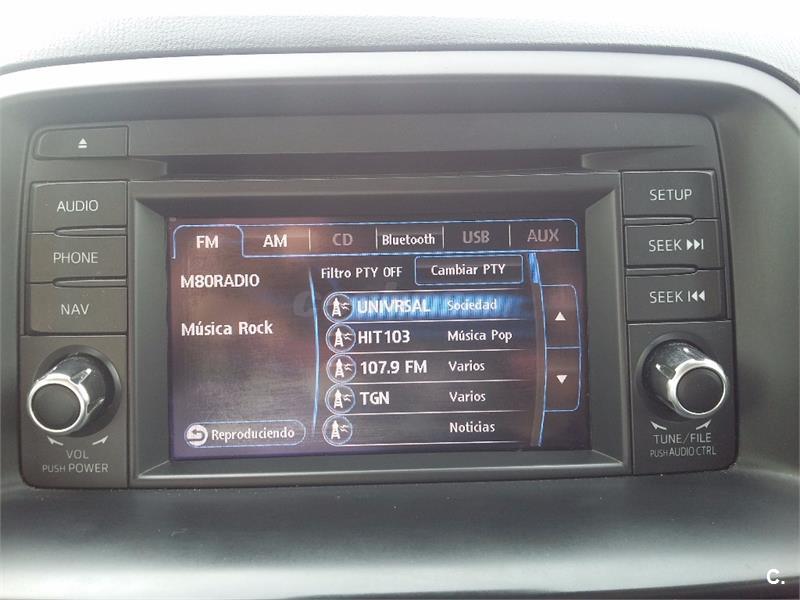 AUDIO
PHONE
NAV
VOL
PUSH POWER
FM AM CD Bluetooth USB AUX
M80RADIO
Música Rock
Reproduciendo
Filtro PTY OFF Cambiar PTY
UNIVRSAL Sociedad
HIT103 Música Pop
107.9 FM Varios
TGN Varios
Noticias
SETUP
SEEK
SEEK
TUNE/FILE
PUSH AUDIO CTRL
C.